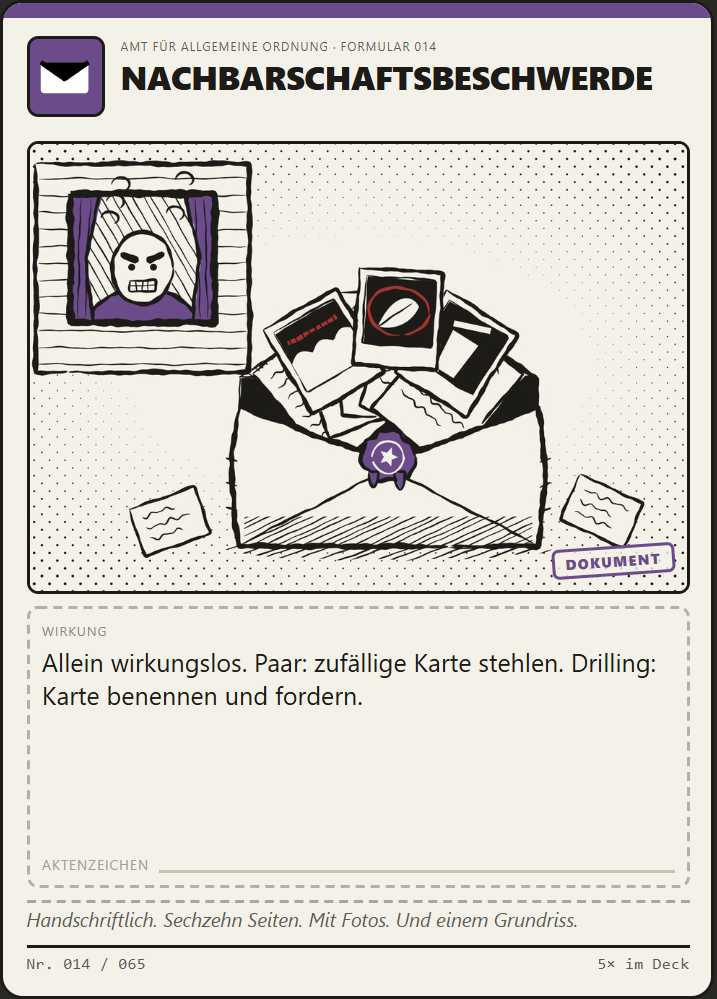 AMT FÜR ALLGEMEINE ORDNUNG · FORMULAR 014
NACHBARSCHAFTSBESCHWERDE
DOKUMENT
WIRKUNG
Allein wirkungslos. Paar: zufällige Karte stehlen. Drilling:
Karte benennen und fordern.
AKTENZEICHEN
Handschriftlich. Sechzehn Seiten. Mit Fotos. Und einem Grundriss.
Nr. 014 / 065
5× im Deck